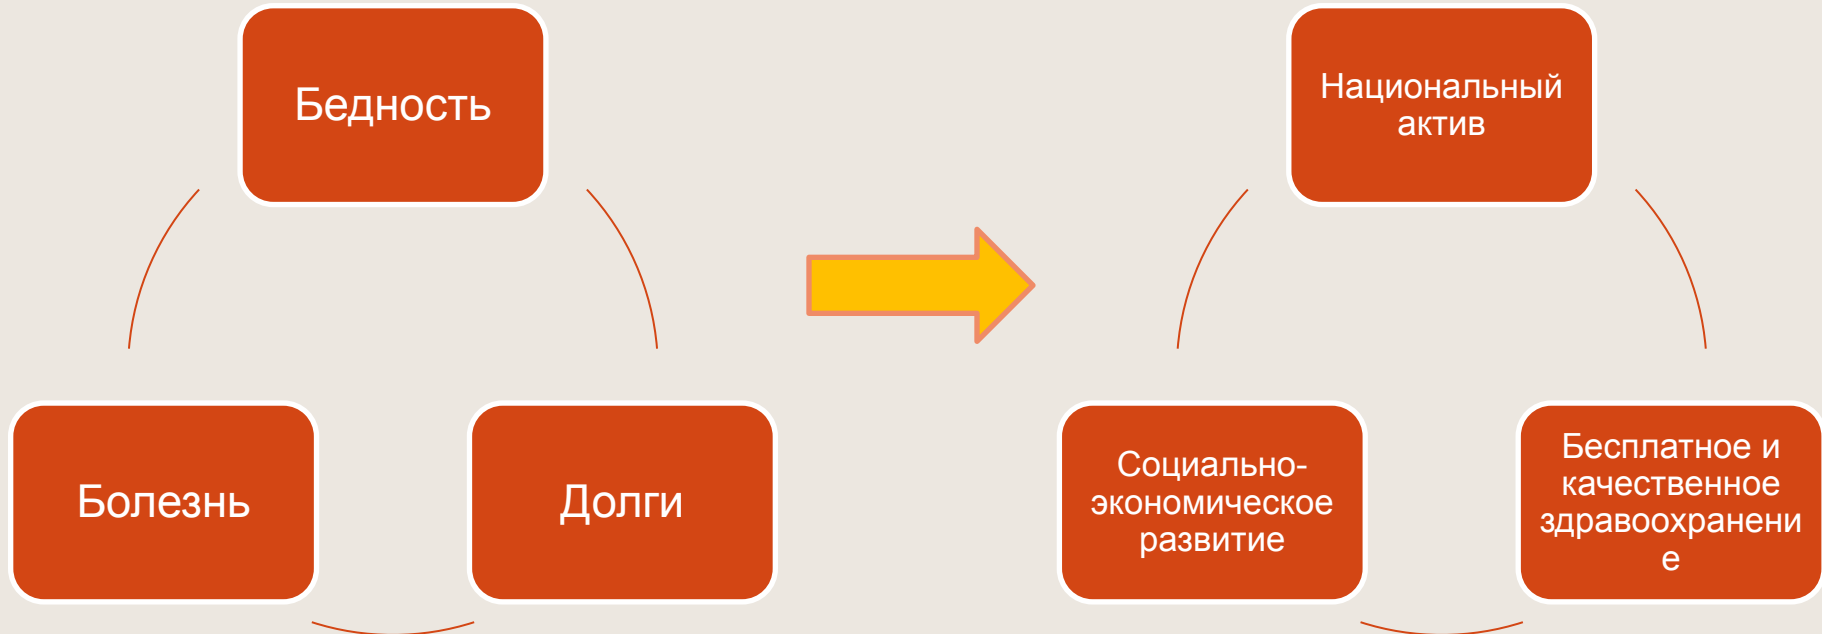 Бедность
Болезнь
Долги
Национальный
актив
Социально-
экономическое
развитие
Бесплатное и
качественное
здравоохранени
е